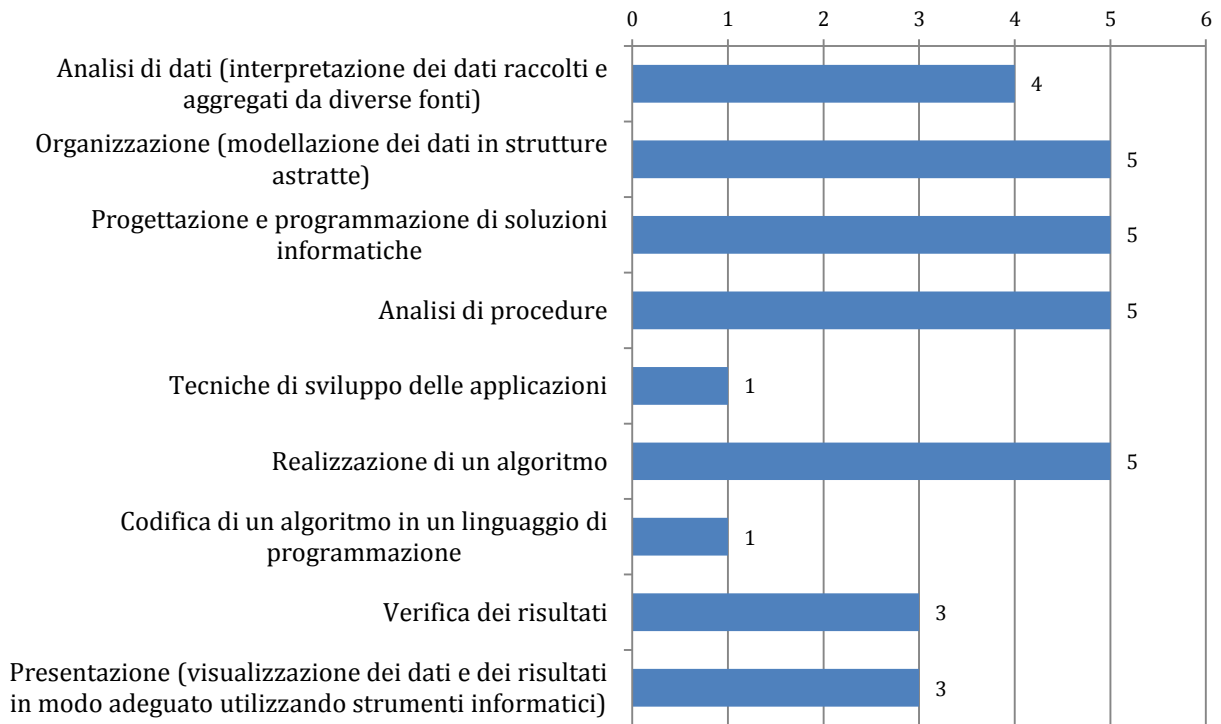 0 1 2 3 4 5 6
Analisi di dati (interpretazione dei dati raccolti e
aggregati da diverse fonti)
4
Organizzazione (modellazione dei dati in strutture
astratte)
5
Progettazione e programmazione di soluzioni
informatiche
5
Analisi di procedure
5
Tecniche di sviluppo delle applicazioni
1
Realizzazione di un algoritmo
5
Codifica di un algoritmo in un linguaggio di
programmazione
1
Verifica dei risultati
3
Presentazione (visualizzazione dei dati e dei risultati
in modo adeguato utilizzando strumenti informatici)
3